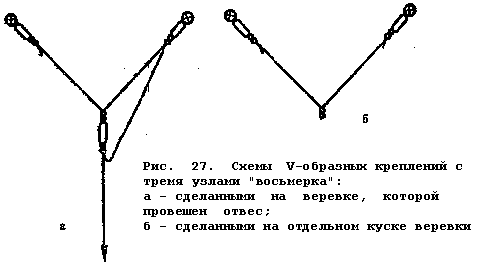 б
Рис. 27. Схемы V-образных креплений с
тремя узлами "восьмерка":
а - сделанными на веревке, которой
провешен отвес;
а
б - сделанными на отдельном куске веревки